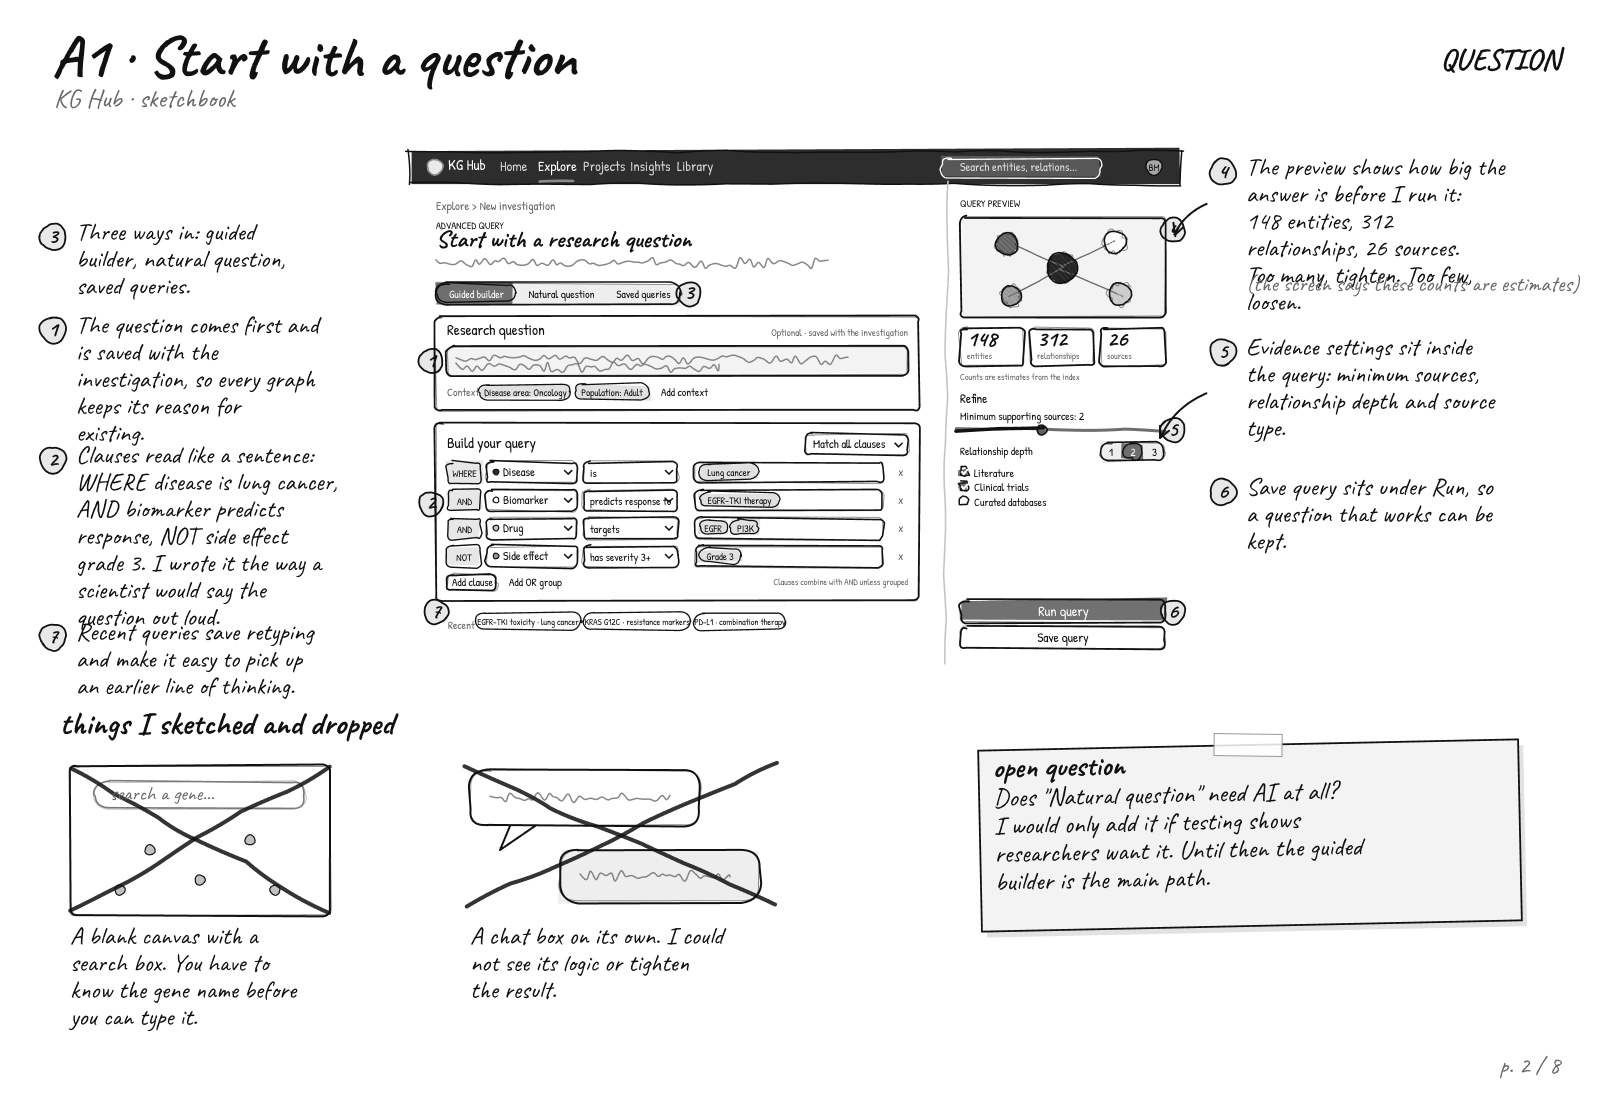 A1 · Start with a question
KG Hub · sketchbook
QUESTION
3
Three ways in: guided
builder, natural question,
saved queries.
1
The question comes first and
is saved with the
investigation, so every graph
keeps its reason for
existing.
2
Clauses read like a sentence:
WHERE disease is lung cancer,
AND biomarker predicts
response, NOT side effect
grade 3. I wrote it the way a
scientist would say the
question out loud.
7
Recent queries save retyping
and make it easy to pick up
an earlier line of thinking.
KG Hub Home Explore Projects Insights Library
Search entities, relations...
BM
Explore > New investigation
ADVANCED QUERY
Start with a research question
Guided builder Natural question Saved queries
3
Research question
Optional · saved with the investigation
1
Context Disease area: Oncology Population: Adult Add context
Build your query
Match all clauses
WHERE Disease is Lung cancer x
2
AND Biomarker predicts response to EGFR-TKI therapy x
AND Drug targets EGFR PI3K x
NOT Side effect has severity 3+ Grade 3 x
Add clause Add OR group
Clauses combine with AND unless grouped
7
Recent EGFR-TKI toxicity · lung cancer KRAS G12C · resistance markers PD-L1 · combination therapy
QUERY PREVIEW
4
148 312 26
entities relationships sources
Counts are estimates from the index
Refine
Minimum supporting sources: 2
5
Relationship depth 1 2 3
Literature
Clinical trials
Curated databases
Run query
6
Save query
4
The preview shows how big the
answer is before I run it:
148 entities, 312
relationships, 26 sources.
Too many, tighten. Too few,
loosen.
(the screen says these counts are estimates)
5
Evidence settings sit inside
the query: minimum sources,
relationship depth and source
type.
6
Save query sits under Run, so
a question that works can be
kept.
things I sketched and dropped
search a gene...
A blank canvas with a
search box. You have to
know the gene name before
you can type it.
A chat box on its own. I could
not see its logic or tighten
the result.
open question
Does "Natural question" need AI at all?
I would only add it if testing shows
researchers want it. Until then the guided
builder is the main path.
p. 2 / 8